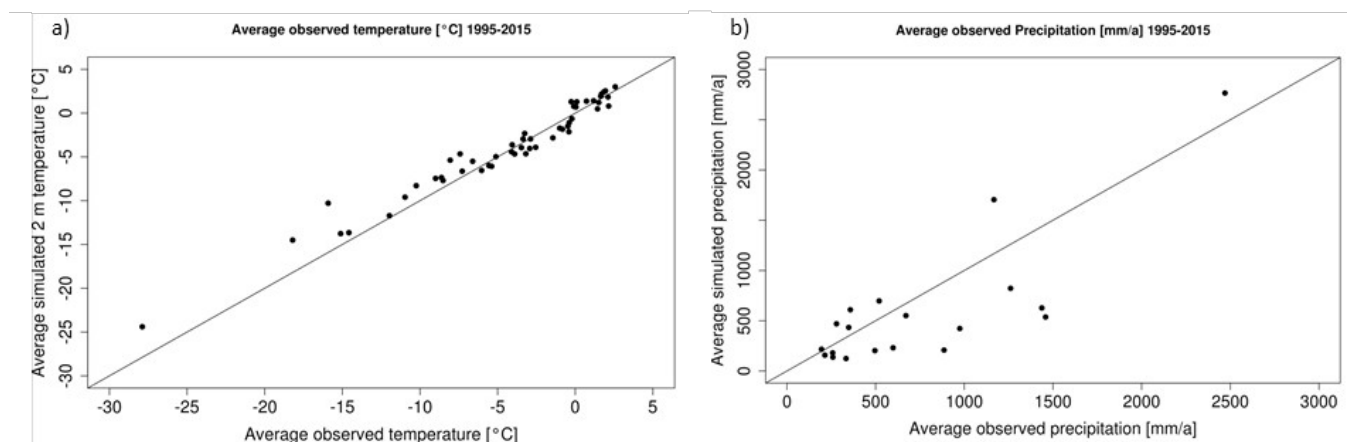 a)
Average observed temperature [°C] 1995-2015
Average simulated 2 m temperature [°C]
5
0
-5
-10
-15
-20
-25
-30
-30 -25 -20 -15 -10 -5 0 5
Average observed temperature [°C]
b)
Average observed Precipitation [mm/a] 1995-2015
Average simulated precipitation [mm/a]
3000
2000
1000
500
0
0 500 1000 1500 2000 2500 3000
Average observed precipitation [mm/a]